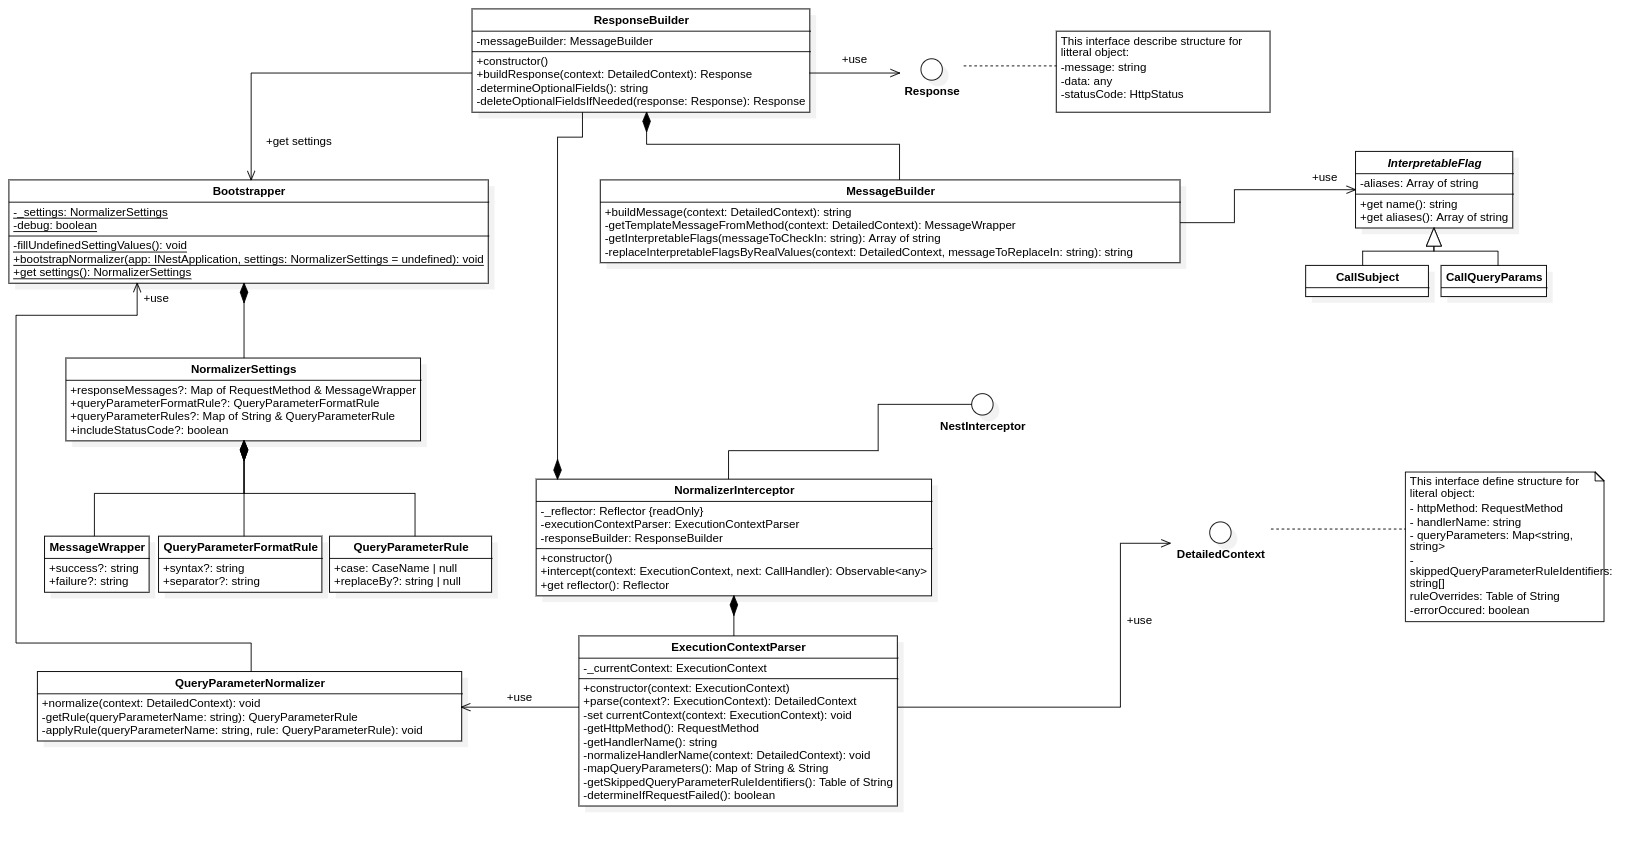 ResponseBuilder
-messageBuilder: MessageBuilder
+constructor()
+buildResponse(context: DetailedContext): Response
-determineOptionalFields(): string
-deleteOptionalFieldsIfNeeded(response: Response): Response
+use
Response
This interface describe structure for
litteral object:
-message: string
-data: any
-statusCode: HttpStatus
+get settings
Bootstrapper
-_settings: NormalizerSettings
-debug: boolean
-fillUndefinedSettingValues(): void
+bootstrapNormalizer(app: INestApplication, settings: NormalizerSettings = undefined): void
+get settings(): NormalizerSettings
MessageBuilder
+buildMessage(context: DetailedContext): string
-getTemplateMessageFromMethod(context: DetailedContext): MessageWrapper
-getInterpretableFlags(messageToCheckIn: string): Array of string
-replaceInterpretableFlagsByRealValues(context: DetailedContext, messageToReplaceIn: string): string
+use
InterpretableFlag
-aliases: Array of string
+get name(): string
+get aliases(): Array of string
CallSubject
CallQueryParams
+use
NormalizerSettings
+responseMessages?: Map of RequestMethod & MessageWrapper
+queryParameterFormatRule?: QueryParameterFormatRule
+queryParameterRules?: Map of String & QueryParameterRule
+includeStatusCode?: boolean
NestInterceptor
MessageWrapper
+success?: string
+failure?: string
QueryParameterFormatRule
+syntax?: string
+separator?: string
QueryParameterRule
+case: CaseName | null
+replaceBy?: string | null
NormalizerInterceptor
-_reflector: Reflector {readOnly}
-executionContextParser: ExecutionContextParser
-responseBuilder: ResponseBuilder
+constructor()
+intercept(context: ExecutionContext, next: CallHandler): Observable<any>
+get reflector(): Reflector
DetailedContext
This interface define structure for
literal object:
- httpMethod: RequestMethod
- handlerName: string
- queryParameters: Map<string,
string>
-
skippedQueryParameterRuleIdentifiers:
string[]
ruleOverrides: Table of String
-errorOccured: boolean
+use
QueryParameterNormalizer
+normalize(context: DetailedContext): void
-getRule(queryParameterName: string): QueryParameterRule
-applyRule(queryParameterName: string, rule: QueryParameterRule): void
+use
ExecutionContextParser
-_currentContext: ExecutionContext
+constructor(context: ExecutionContext)
+parse(context?: ExecutionContext): DetailedContext
-set currentContext(context: ExecutionContext): void
-getHttpMethod(): RequestMethod
-getHandlerName(): string
-normalizeHandlerName(context: DetailedContext): void
-mapQueryParameters(): Map of String & String
-getSkippedQueryParameterRuleIdentifiers(): Table of String
-determineIfRequestFailed(): boolean